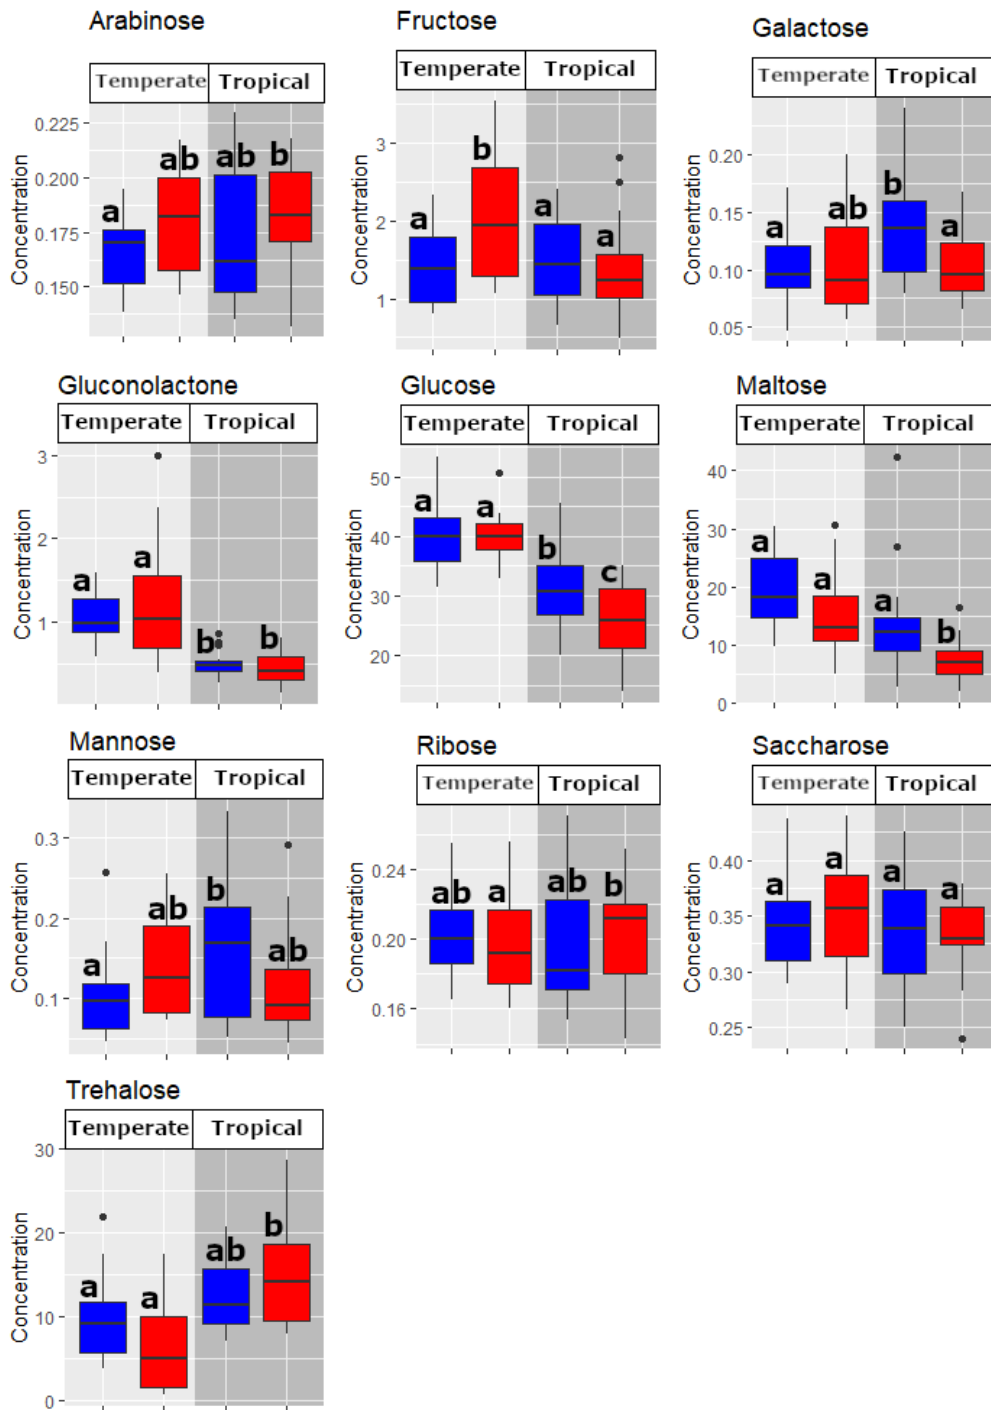 Arabinose
Temperate Tropical
Concentration
0.225
0.200
0.175
0.150
a ab ab b
Fructose
Temperate Tropical
Concentration
3
2
1
a b a a
Galactose
Temperate Tropical
Concentration
0.20
0.15
0.10
0.05
a ab b a
Gluconolactone
Temperate Tropical
Concentration
3
2
1
a a b b
Glucose
Temperate Tropical
Concentration
50
40
30
20
a a b c
Maltose
Temperate Tropical
Concentration
40
30
20
10
0
a a a b
Mannose
Temperate Tropical
Concentration
0.3
0.2
0.1
a ab b ab
Ribose
Temperate Tropical
Concentration
0.24
0.20
0.16
ab a ab b
Saccharose
Temperate Tropical
Concentration
0.40
0.35
0.30
0.25
a a a a
Trehalose
Temperate Tropical
Concentration
30
20
10
0
a a ab b